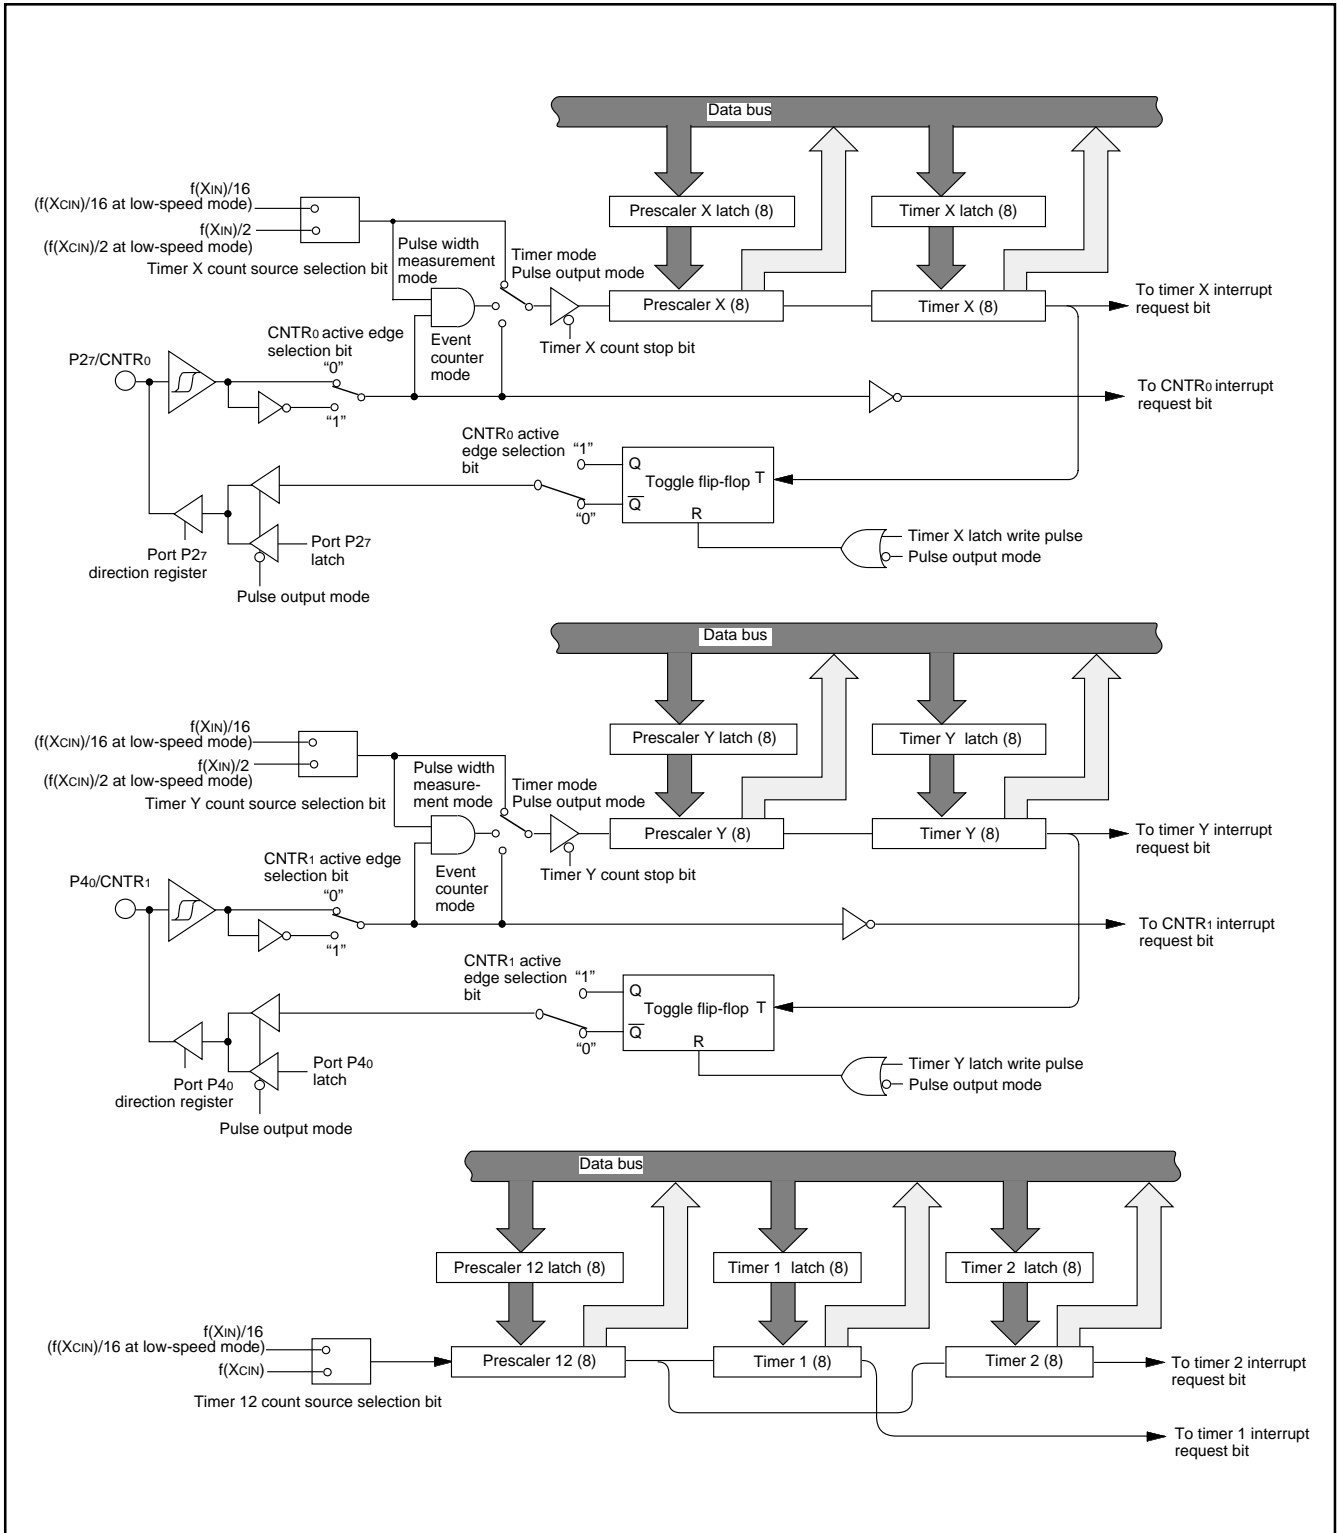 Data bus
f(XIN)/16
(f(XCIN)/16 at low-speed mode)
f(XIN)/2
(f(XCIN)/2 at low-speed mode)
Timer X count source selection bit
Prescaler X latch (8)
Timer X latch (8)
Pulse width
measurement
mode
Timer mode
Pulse output mode
Prescaler X (8)
Timer X (8)
To timer X interrupt
request bit
Timer X count stop bit
Event
counter
mode
CNTR0 active edge
selection bit
"0"
"1"
P27/CNTR0
To CNTR0 interrupt
request bit
CNTR0 active
edge selection
bit
"1"
"0"
Q
Q
Toggle flip-flop
T
R
Timer X latch write pulse
Pulse output mode
Port P27
direction register
Port P27
latch
Pulse output mode
Data bus
f(XIN)/16
(f(XCIN)/16 at low-speed mode)
f(XIN)/2
(f(XCIN)/2 at low-speed mode)
Timer Y count source selection bit
Prescaler Y latch (8)
Timer Y latch (8)
Pulse width
measure-
ment mode
Timer mode
Pulse output mode
Prescaler Y (8)
Timer Y (8)
To timer Y interrupt
request bit
Timer Y count stop bit
Event
counter
mode
CNTR1 active edge
selection bit
"0"
"1"
P40/CNTR1
To CNTR1 interrupt
request bit
CNTR1 active
edge selection
bit
"1"
"0"
Q
Q
Toggle flip-flop
T
R
Timer Y latch write pulse
Pulse output mode
Port P40
direction register
Port P40
latch
Pulse output mode
Data bus
Prescaler 12 latch (8)
Timer 1 latch (8)
Timer 2 latch (8)
f(XIN)/16
(f(XCIN)/16 at low-speed mode)
f(XCIN)
Timer 12 count source selection bit
Prescaler 12 (8)
Timer 1 (8)
Timer 2 (8)
To timer 2 interrupt
request bit
To timer 1 interrupt
request bit